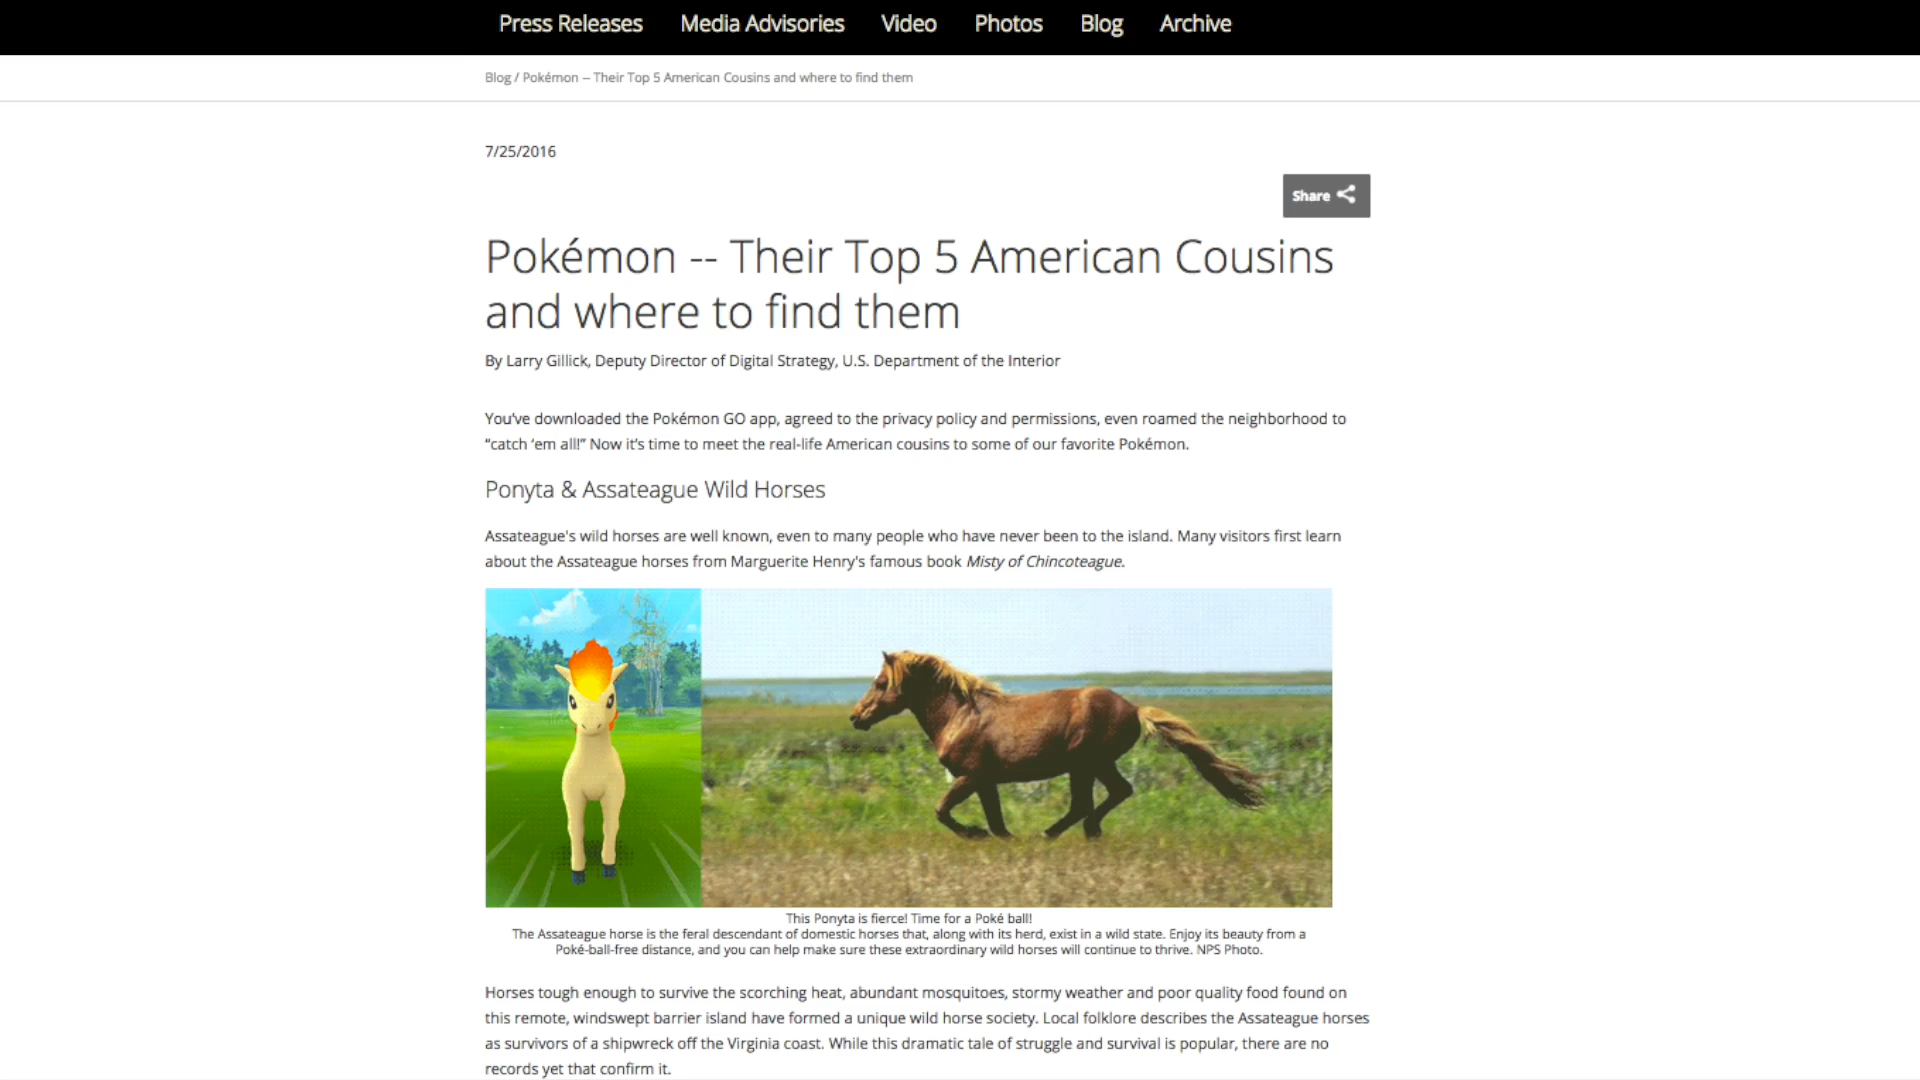 Press Releases Media Advisories Video Photos Blog Archive
Blog / Pokémon -- Their Top 5 American Cousins and where to find them
7/25/2016
Share
Pokémon -- Their Top 5 American Cousins
and where to find them
By Larry Gillick, Deputy Director of Digital Strategy, U.S. Department of the Interior
You've downloaded the Pokémon GO app, agreed to the privacy policy and permissions, even roamed the neighborhood to
“catch ‘em all!” Now it’s time to meet the real-life American cousins to some of our favorite Pokémon.
Ponyta & Assateague Wild Horses
Assateague's wild horses are well known, even to many people who have never been to the island. Many visitors first learn
about the Assateague horses from Marguerite Henry's famous book Misty of Chincoteague.
This Ponyta is fierce! Time for a Poké ball!
The Assateague horse is the feral descendant of domestic horses that, along with its herd, exist in a wild state. Enjoy its beauty from a
Poké-ball-free distance, and you can help make sure these extraordinary wild horses will continue to thrive. NPS Photo.
Horses tough enough to survive the scorching heat, abundant mosquitoes, stormy weather and poor quality food found on
this remote, windswept barrier island have formed a unique wild horse society. Local folklore describes the Assateague horses
as survivors of a shipwreck off the Virginia coast. While this dramatic tale of struggle and survival is popular, there are no
records yet that confirm it.